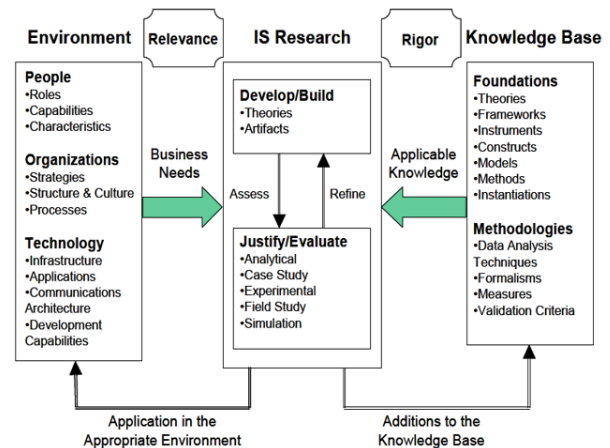 Environment
Relevance
IS Research
Rigor
Knowledge Base
People
•Roles
•Capabilities
•Characteristics
Organizations
•Strategies
•Structure & Culture
•Processes
Technology
•Infrastructure
•Applications
•Communications
Architecture
•Development
Capabilities
Business
Needs
Develop/Build
•Theories
•Artifacts
Assess
Refine
Justify/Evaluate
•Analytical
•Case Study
•Experimental
•Field Study
•Simulation
Applicable
Knowledge
Foundations
•Theories
•Frameworks
•Instruments
•Constructs
•Models
•Methods
•Instantiations
Methodologies
•Data Analysis
Techniques
•Formalisms
•Measures
•Validation Criteria
Application in the
Appropriate Environment
Additions to the
Knowledge Base